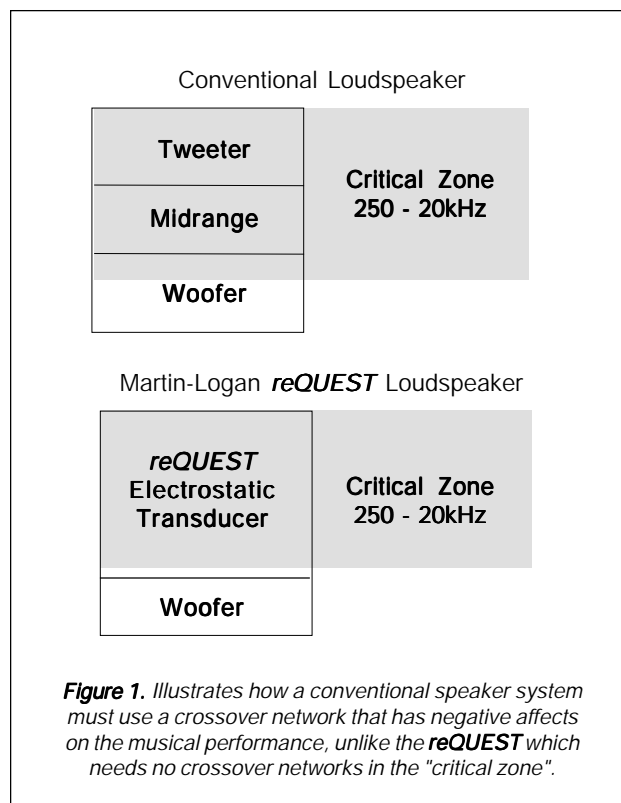 Conventional Loudspeaker
Tweeter
Midrange
Woofer
Critical Zone
250 - 20kHz
Martin-Logan reQUEST Loudspeaker
reQUEST
Electrostatic
Transducer
Woofer
Critical Zone
250 - 20kHz
Figure 1. Illustrates how a conventional speaker system
must use a crossover network that has negative affects
on the musical performance, unlike the reQUEST which
needs no crossover networks in the "critical zone".